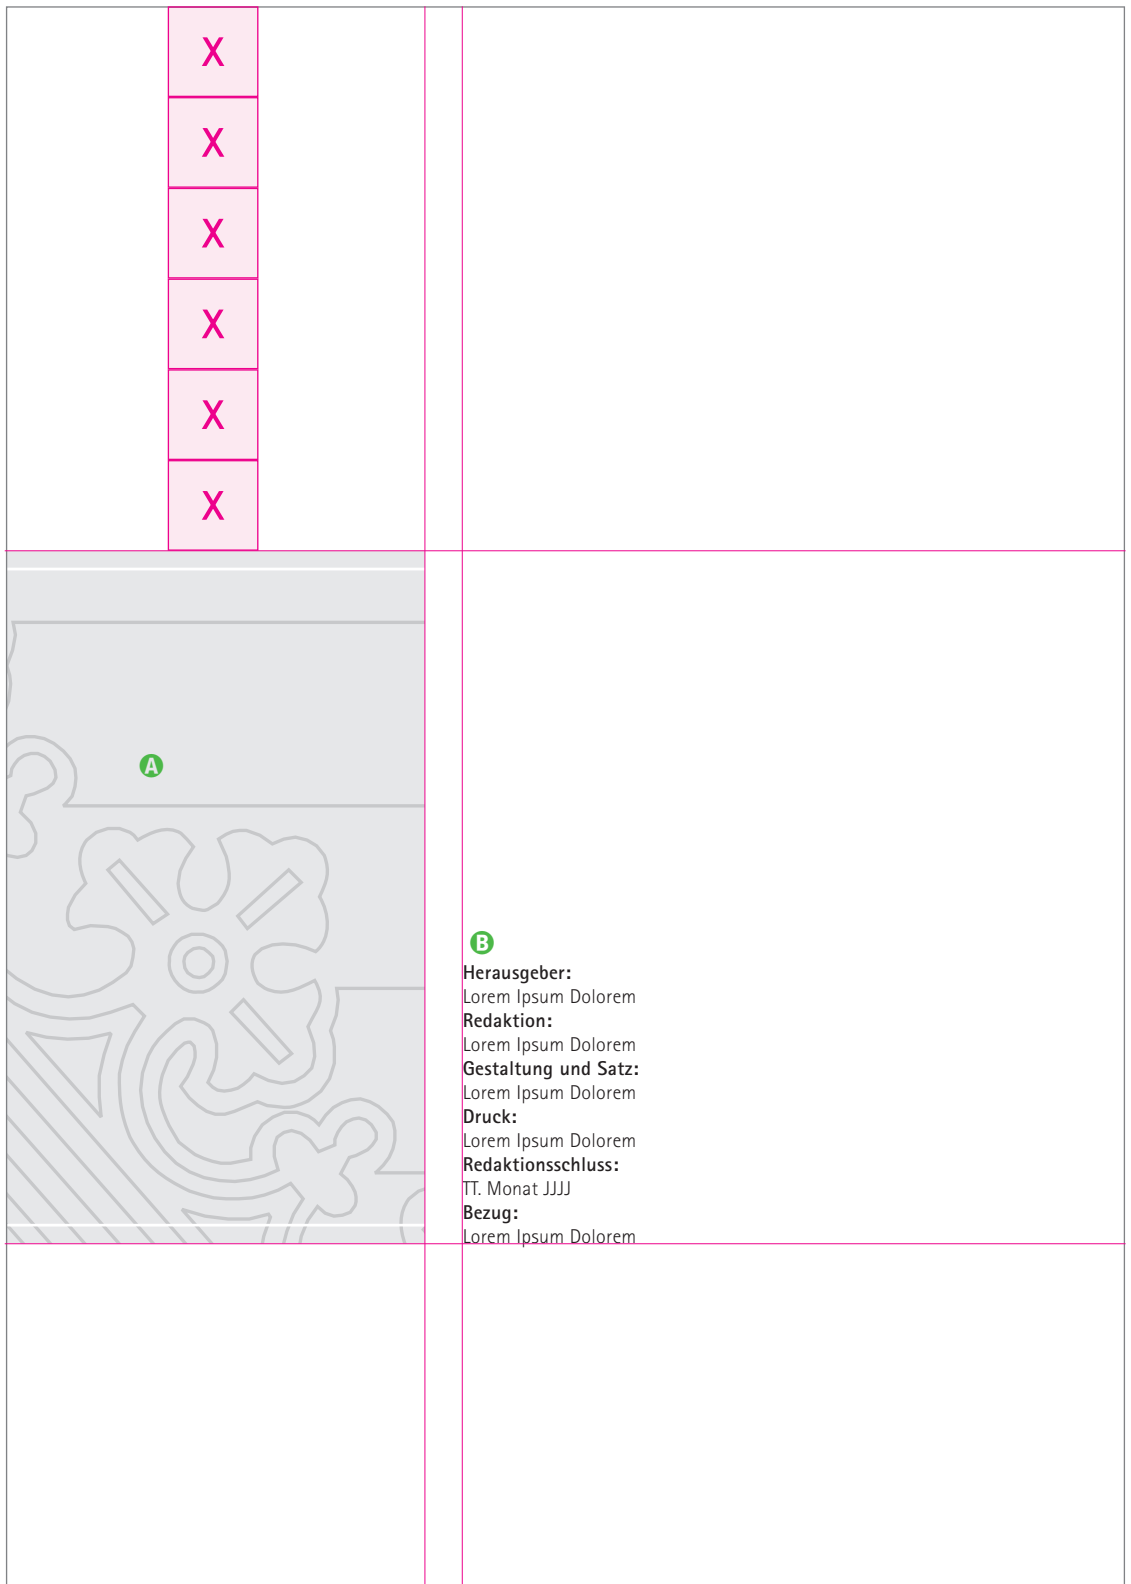 X
X
X
X
X
X
A
B
Herausgeber:
Lorem Ipsum Dolorem
Redaktion:
Lorem Ipsum Dolorem
Gestaltung und Satz:
Lorem Ipsum Dolorem
Druck:
Lorem Ipsum Dolorem
Redaktionsschluss:
TT. Monat JJJJ
Bezug:
Lorem Ipsum Dolorem